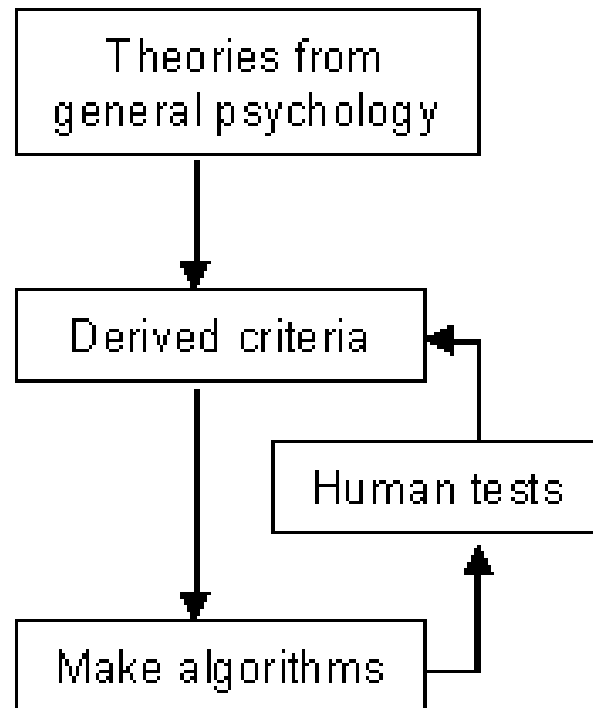 Theories from
general psychology
Derived criteria
Human tests
Make algorithms